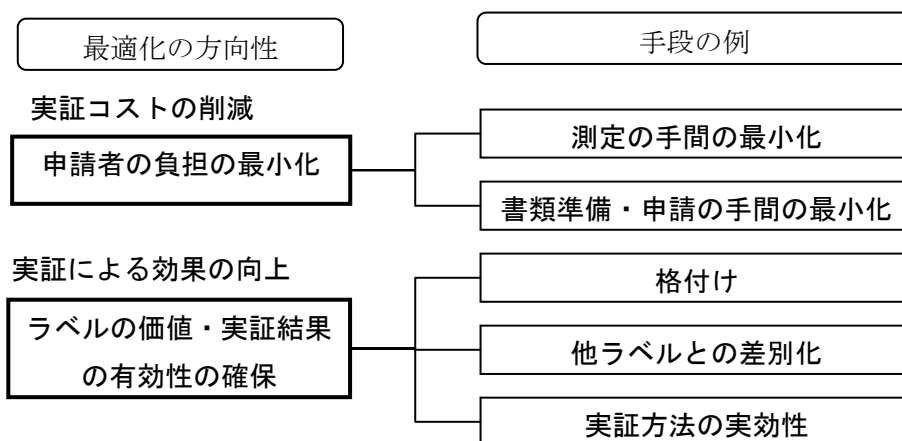 最適化の方向性
手段の例
実証コストの削減
申請者の負担の最小化
測定の手間の最小化
書類準備・申請の手間の最小化
実証による効果の向上
ラベルの価値・実証結果
の有効性の確保
格付け
他ラベルとの差別化
実証方法の実効性